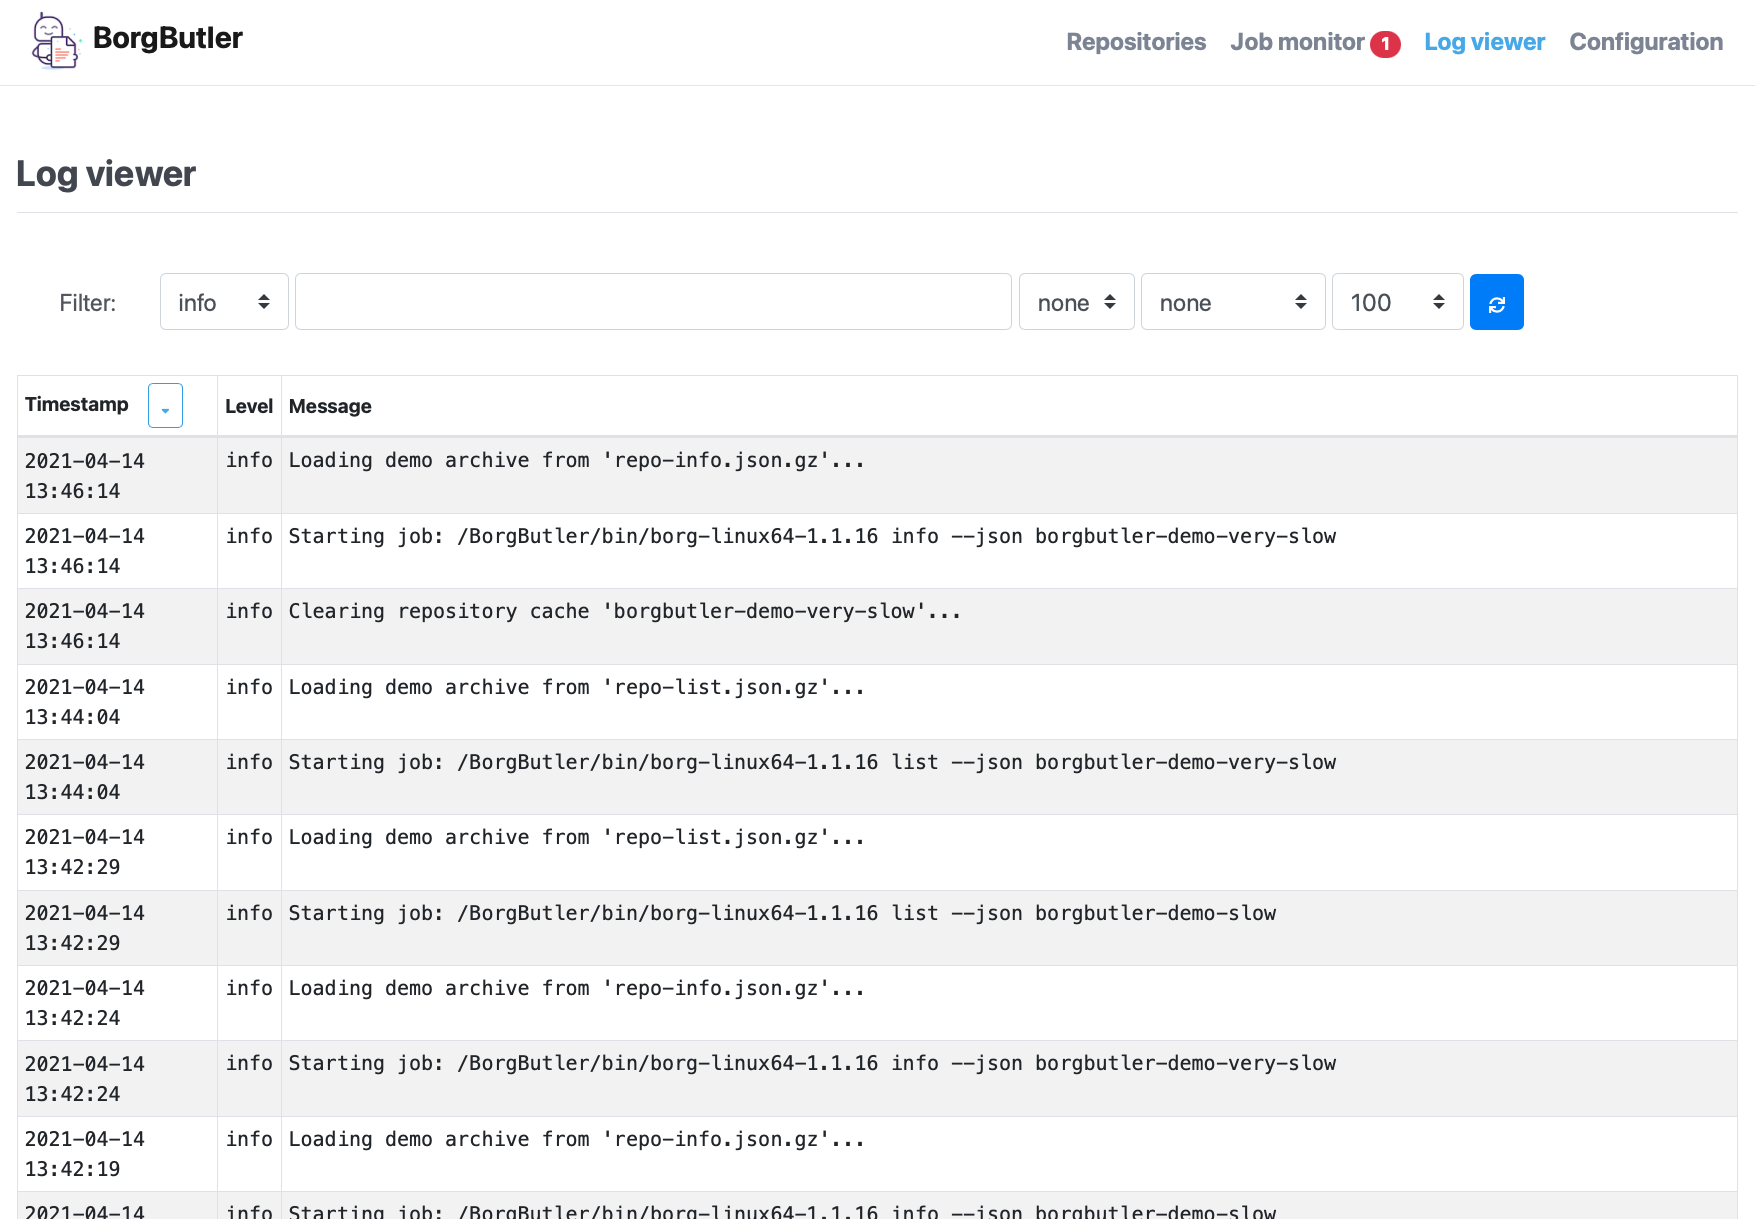 BorgButler
Repositories Job monitor 1 Log viewer Configuration
Log viewer
Filter: info none none 100
Timestamp Level Message
2021-04-14 info Loading demo archive from 'repo-info.json.gz'...
13:46:14
2021-04-14 info Starting job: /BorgButler/bin/borg-linux64-1.1.16 info --json borgbutler-demo-very-slow
13:46:14
2021-04-14 info Clearing repository cache 'borgbutler-demo-very-slow'...
13:46:14
2021-04-14 info Loading demo archive from 'repo-list.json.gz'...
13:44:04
2021-04-14 info Starting job: /BorgButler/bin/borg-linux64-1.1.16 list --json borgbutler-demo-very-slow
13:44:04
2021-04-14 info Loading demo archive from 'repo-list.json.gz'...
13:42:29
2021-04-14 info Starting job: /BorgButler/bin/borg-linux64-1.1.16 list --json borgbutler-demo-slow
13:42:29
2021-04-14 info Loading demo archive from 'repo-info.json.gz'...
13:42:24
2021-04-14 info Starting job: /BorgButler/bin/borg-linux64-1.1.16 info --json borgbutler-demo-very-slow
13:42:24
2021-04-14 info Loading demo archive from 'repo-info.json.gz'...
13:42:19
2021-04-14 info Starting job: /BorgButler/bin/borg-linux64-1.1.16 info --json borgbutler-demo-slow